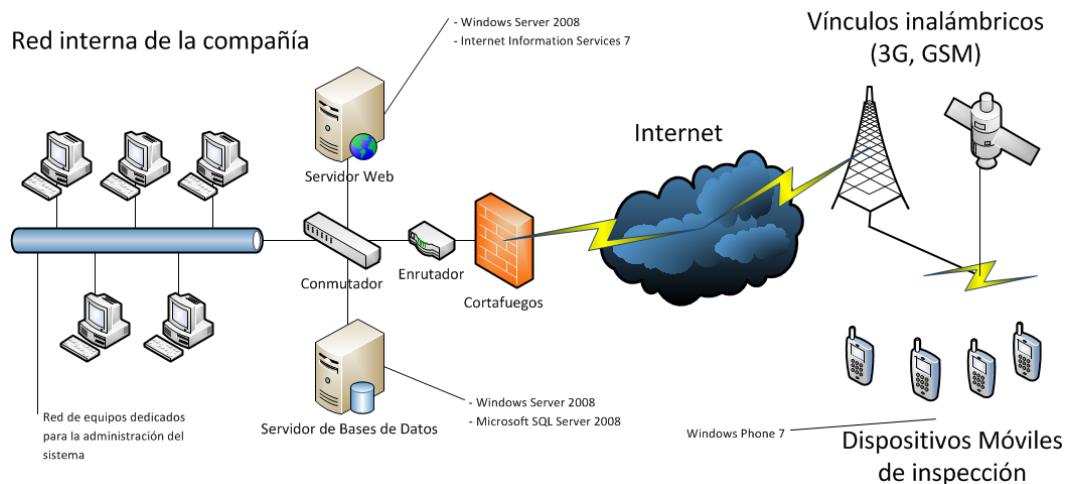 Red interna de la compañía
- Windows Server 2008
- Internet Information Services 7
Vínculos inalámbricos
(3G, GSM)
Internet
Servidor Web
Conmutador
Enrutador
Cortafuegos
Servidor de Bases de Datos
- Windows Server 2008
- Microsoft SQL Server 2008
Red de equipos dedicados
para la administración del
sistema
Windows Phone 7
Dispositivos Móviles
de inspección